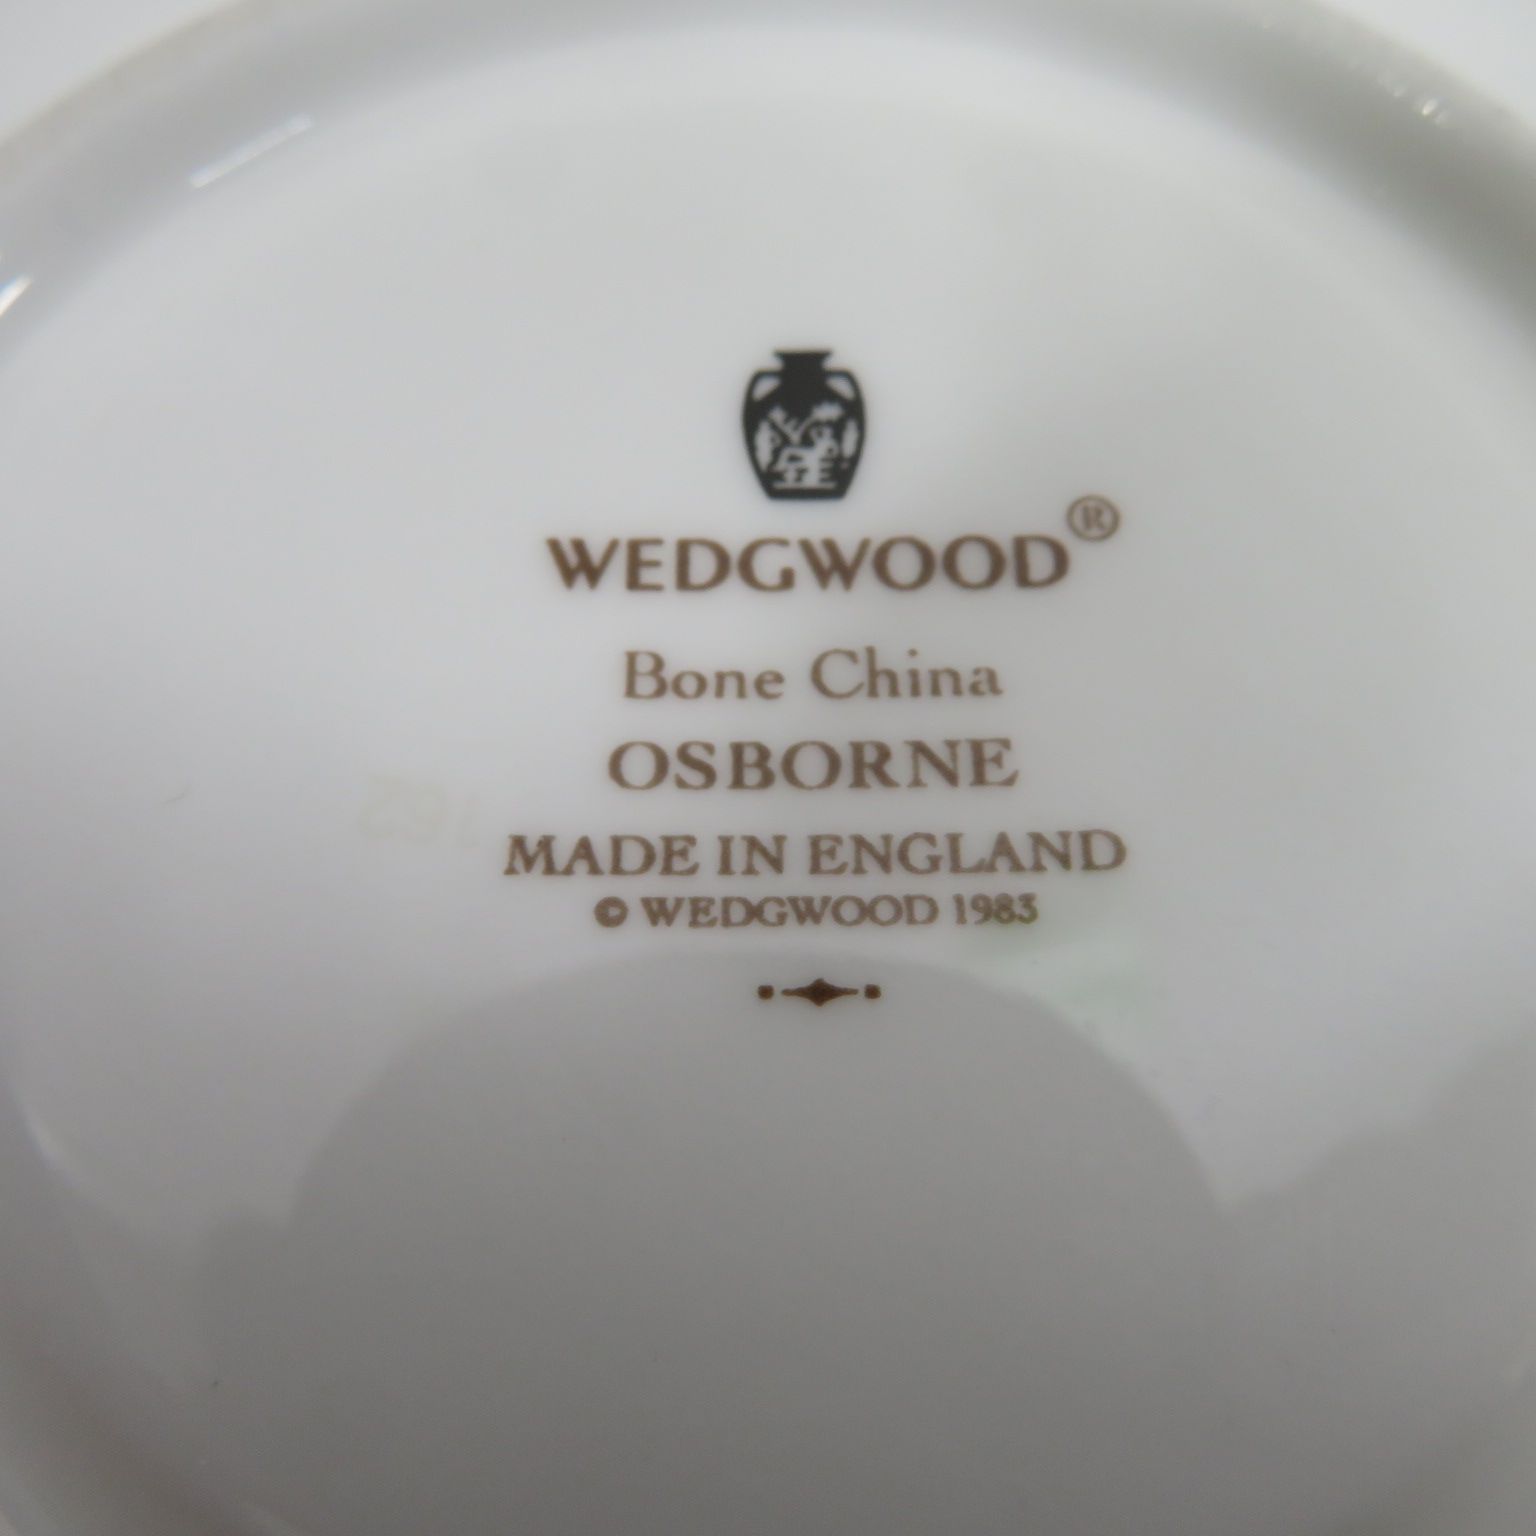 WEDGWOOD®
Bone China
OSBORNE
MADE IN ENGLAND
© WEDGWOOD 1983